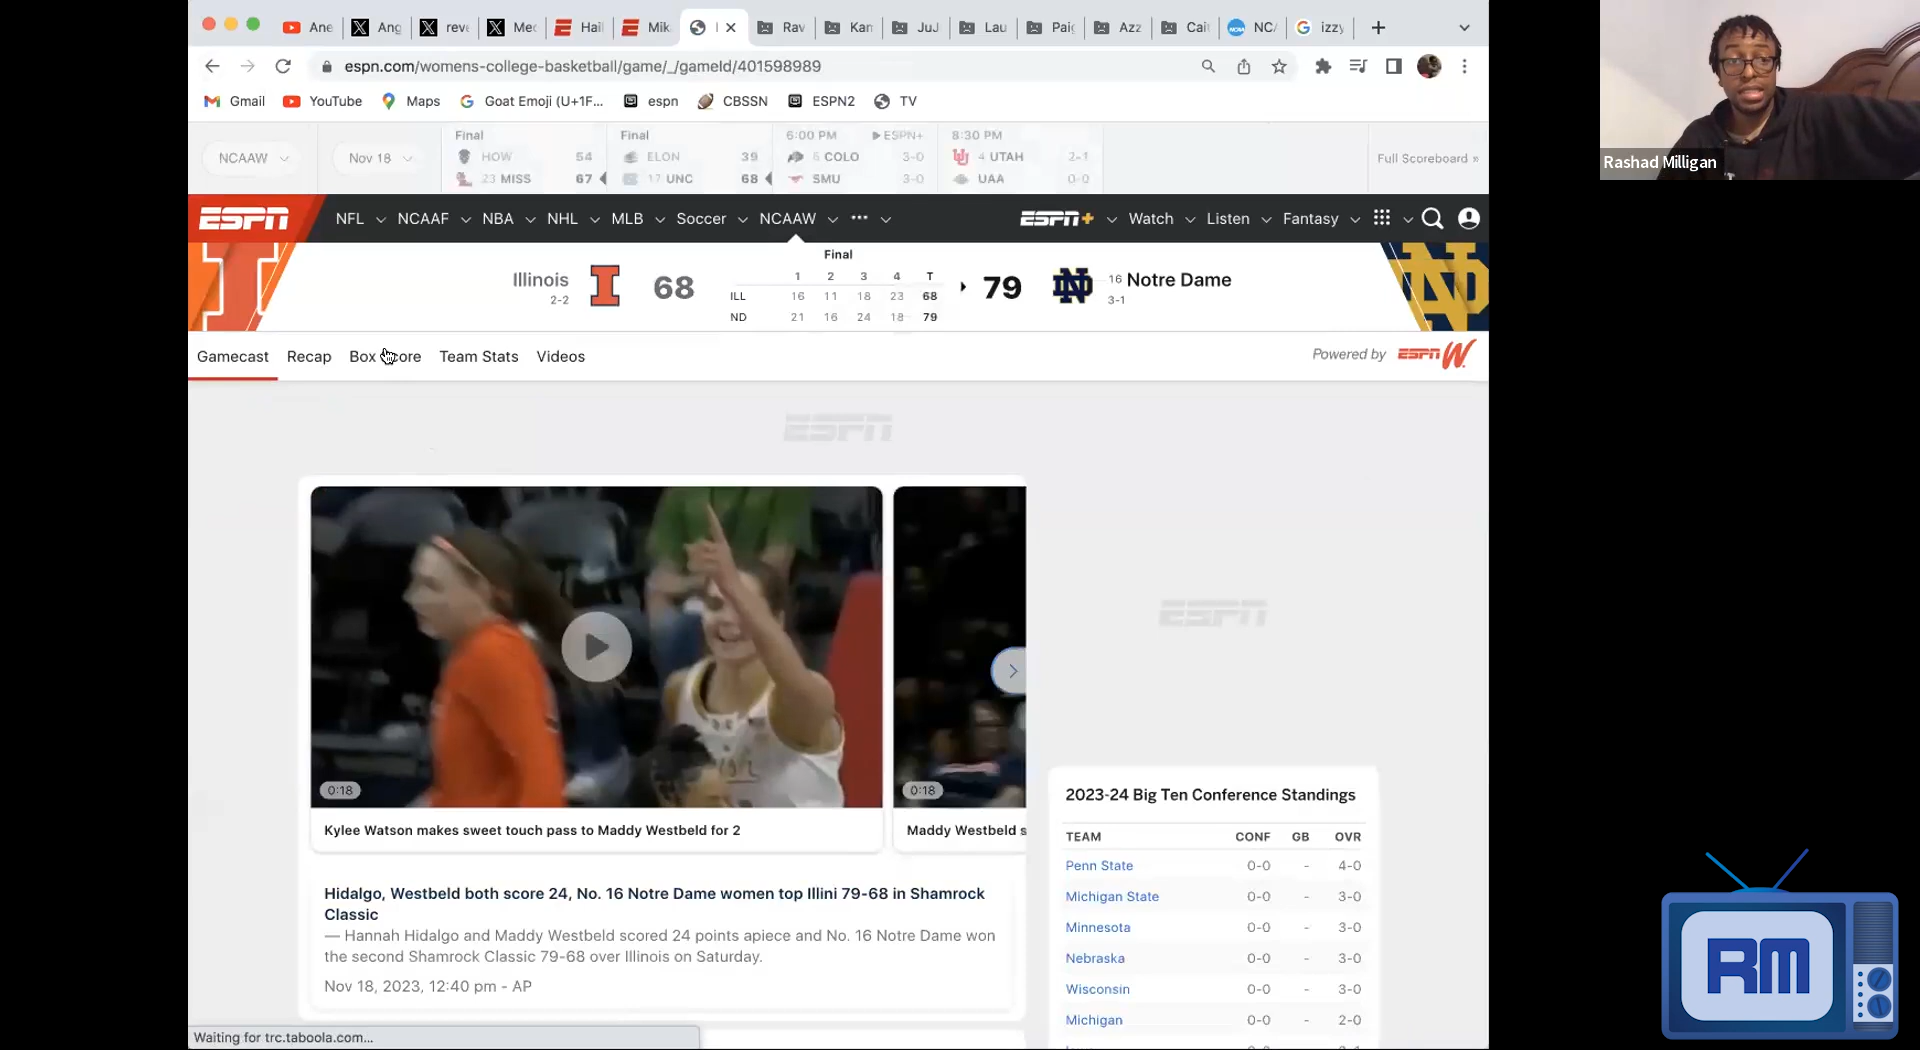 Ane
Ang
reve
Mec
Hail
Mik
Rav
Kan
JuJ
Lau
Paig
Azz
Cait
NC
izzy
espn.com/womens-college-basketball/game/_/gameId/401598989
Gmail YouTube Maps Goat Emoji (U+1F... espn CBSSN ESPN2 TV
NCAAW Nov 18
Final
HOW 54
23 MISS 67
Final
ELON 39
17 UNC 68
6:00 PM ESPN+
COLO 3-0
SMU 3-0
8:30 PM
4 UTAH 2-1
UAA 0-0
Full Scoreboard »
ESPN NFL NCAAF NBA NHL MLB Soccer NCAAW ... ESPN+ Watch Listen Fantasy
Illinois
2-2
68
Final
1 2 3 4 T
ILL 16 11 18 23 68
ND 21 16 24 18 79
79
16 Notre Dame
3-1
Gamecast Recap Box Score Team Stats Videos
Powered by ESPN W
ESPN
ESPN
0:18
Kylee Watson makes sweet touch pass to Maddy Westbeld for 2
0:18
Maddy Westbeld s
Hidalgo, Westbeld both score 24, No. 16 Notre Dame women top Illini 79-68 in Shamrock
Classic
— Hannah Hidalgo and Maddy Westbeld scored 24 points apiece and No. 16 Notre Dame won
the second Shamrock Classic 79-68 over Illinois on Saturday.
Nov 18, 2023, 12:40 pm - AP
2023-24 Big Ten Conference Standings
TEAM CONF GB OVR
Penn State 0-0 - 4-0
Michigan State 0-0 - 3-0
Minnesota 0-0 - 3-0
Nebraska 0-0 - 3-0
Wisconsin 0-0 - 3-0
Michigan 0-0 - 2-0
Waiting for trc.taboola.com...
Rashad Milligan
RM